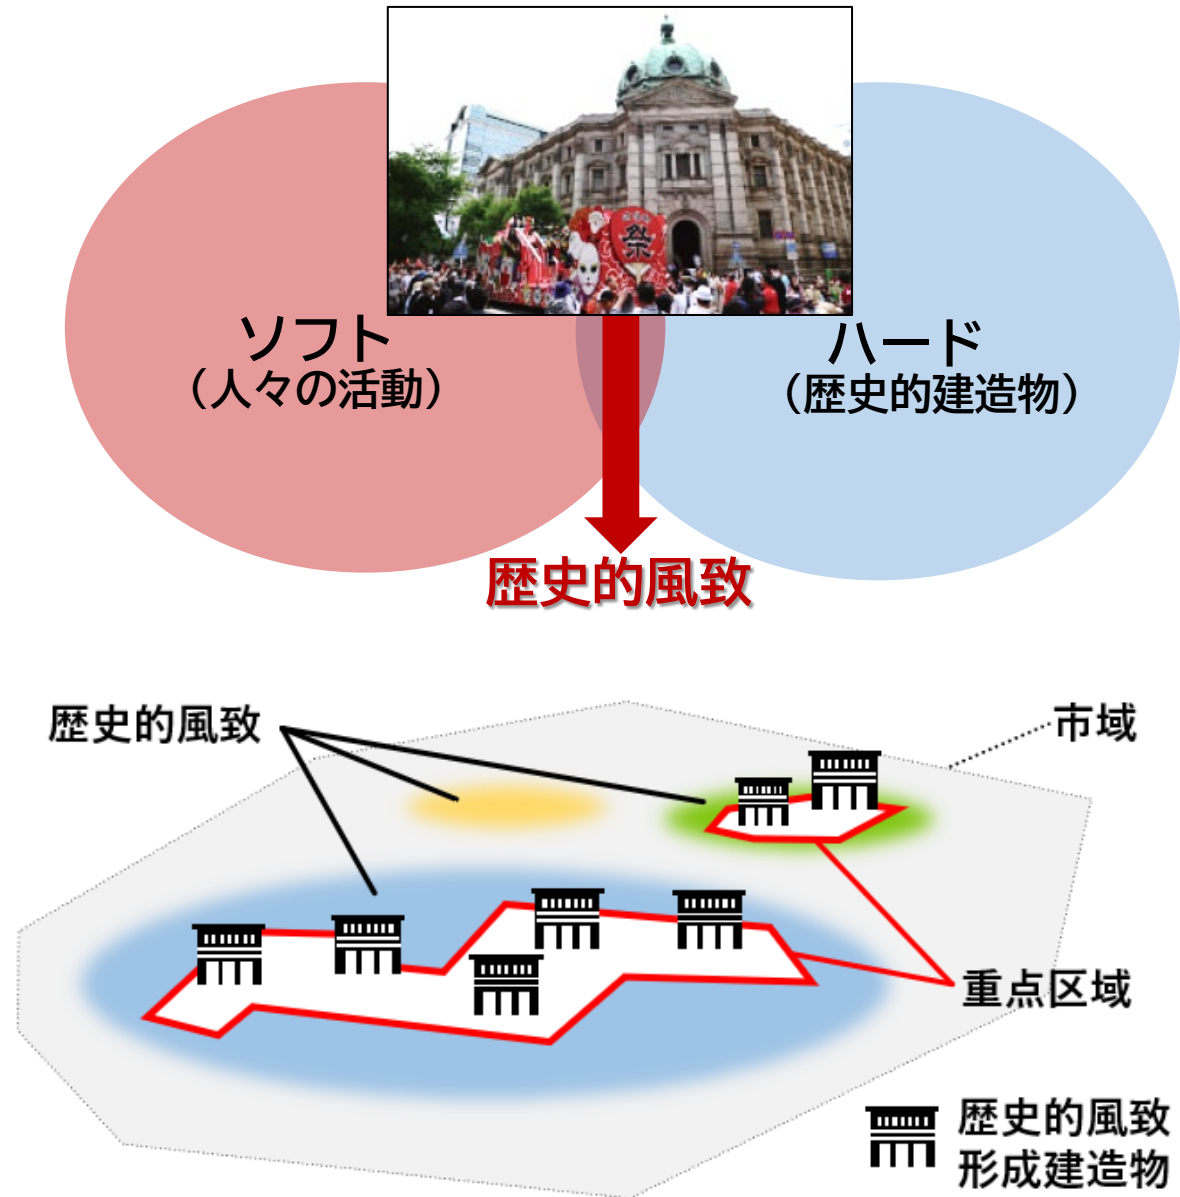 祭
ソフト
（人々の活動）
ハード
（歴史的建造物）
歴史的風致
歴史的風致
市域
重点区域
歴史的風致
形成建造物